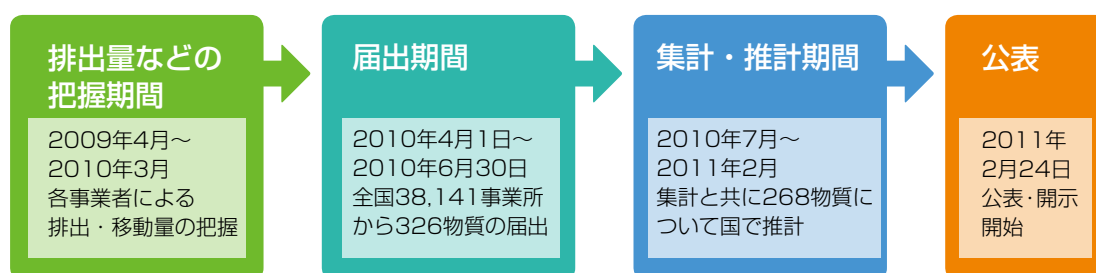 排出量などの
把握期間
2009年4月～
2010年3月
各事業者による
排出・移動量の把握
届出期間
2010年4月1日～
2010年6月30日
全国38,141事業所
から326物質の届出
集計・推計期間
2010年7月～
2011年2月
集計と共に268物質に
ついて国で推計
公表
2011年
2月24日
公表・開示
開始